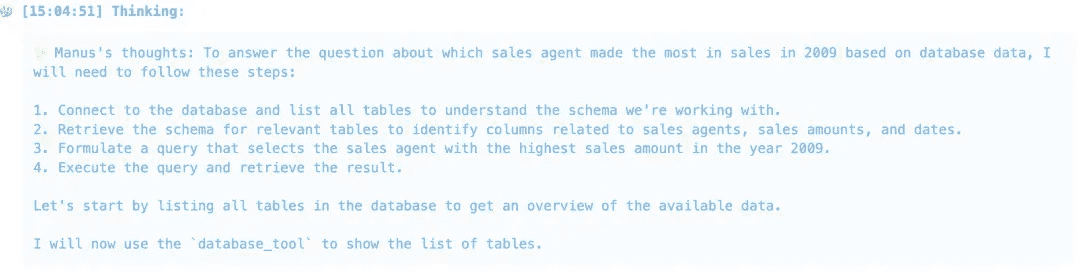 [15:04:51] Thinking:
Manus's thoughts: To answer the question about which sales agent made the most in sales in 2009 based on database data, I
will need to follow these steps:
1. Connect to the database and list all tables to understand the schema we're working with.
2. Retrieve the schema for relevant tables to identify columns related to sales agents, sales amounts, and dates.
3. Formulate a query that selects the sales agent with the highest sales amount in the year 2009.
4. Execute the query and retrieve the result.
Let's start by listing all tables in the database to get an overview of the available data.
I will now use the `database_tool` to show the list of tables.